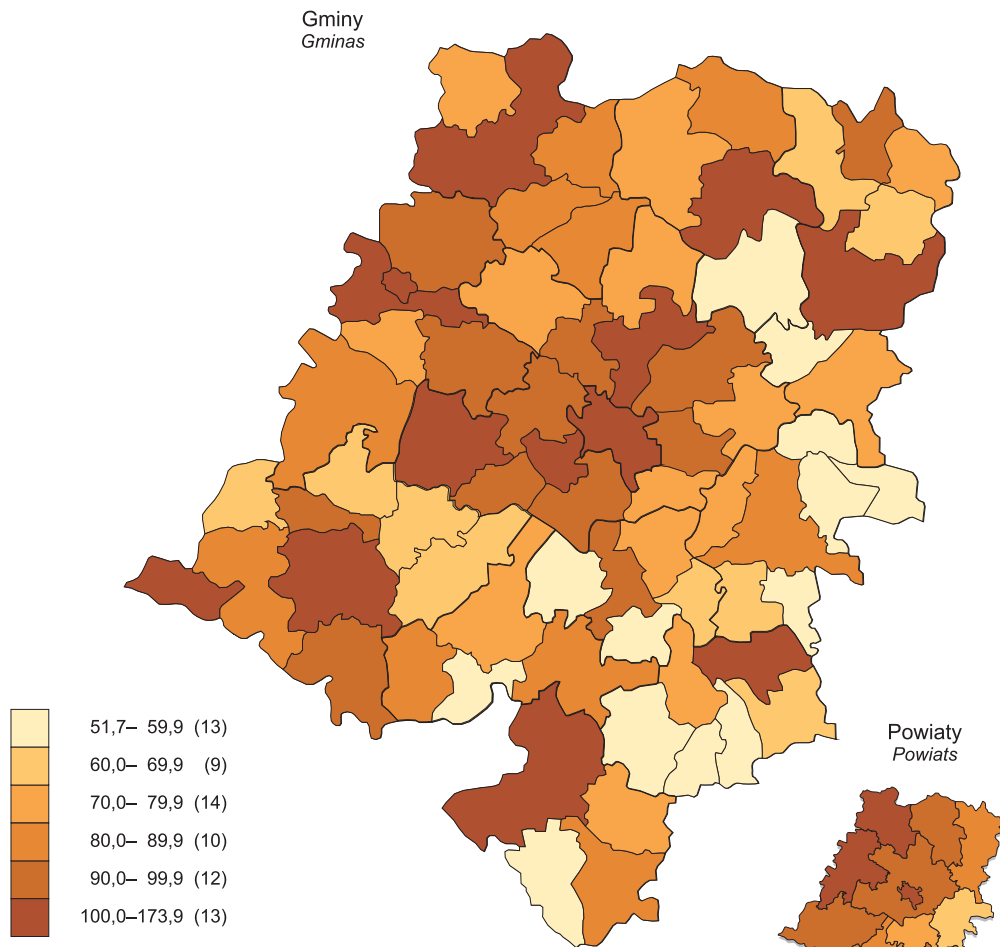 Gminy
Gminas
51,7– 59,9 (13)
60,0– 69,9 (9)
70,0– 79,9 (14)
80,0– 89,9 (10)
90,0– 99,9 (12)
100,0–173,9 (13)
Powiaty
Powiats